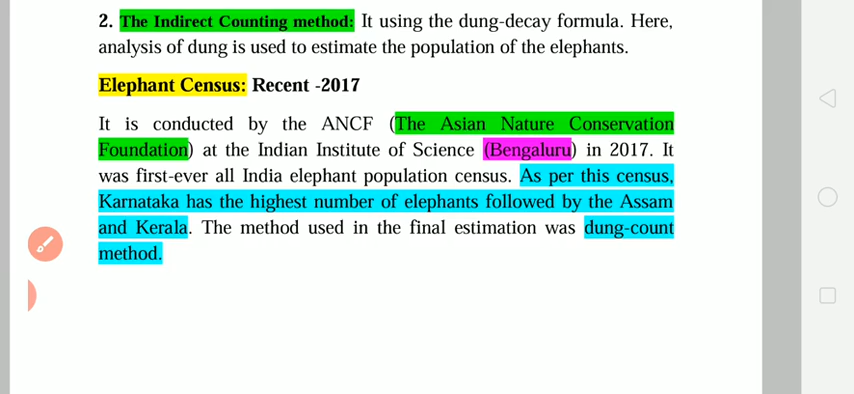 2. The Indirect Counting method: It using the dung-decay formula. Here,
analysis of dung is used to estimate the population of the elephants.
Elephant Census: Recent -2017
It is conducted by the ANCF (The Asian Nature Conservation
Foundation) at the Indian Institute of Science (Bengaluru) in 2017. It
was first-ever all India elephant population census. As per this census,
Karnataka has the highest number of elephants followed by the Assam
and Kerala. The method used in the final estimation was dung-count
method.